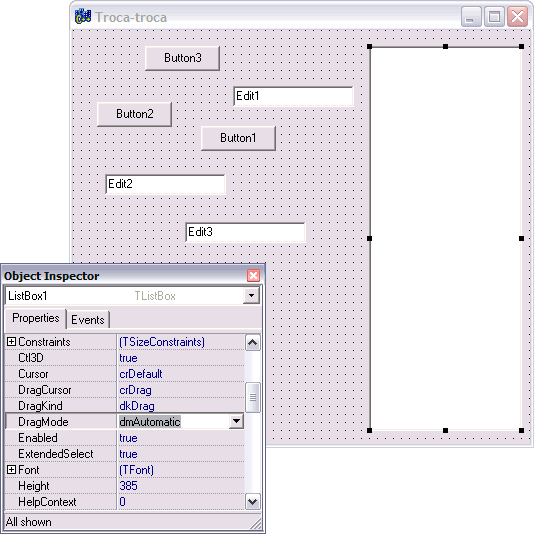 Troca-troca
Button3
Edit1
Button2
Button1
Edit2
Edit3
Object Inspector
ListBox1 TListBox
Properties Events
Constraints (TSizeConstraints)
Ctl3D true
Cursor crDefault
DragCursor crDrag
DragKind dkDrag
DragMode dmAutomatic
Enabled true
ExtendedSelect true
Font (TFont)
Height 385
HelpContext 0
All shown